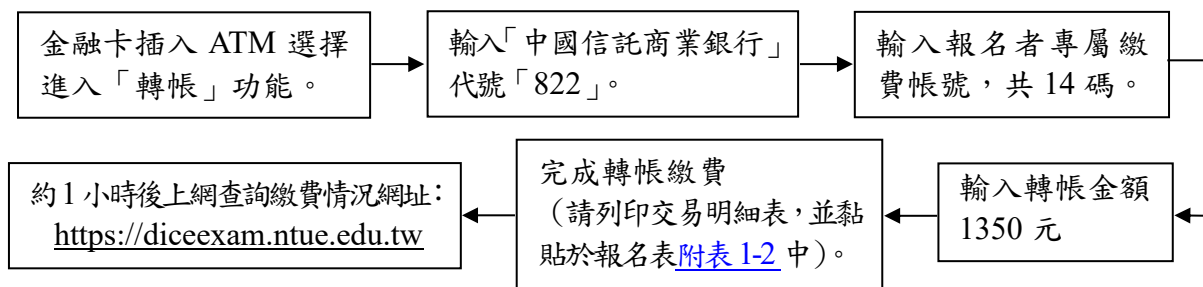 金融卡插入 ATM 選擇
進入「轉帳」功能。
輸入「中國信託商業銀行」
代號「822」。
輸入報名者專屬繳
費帳號,共 14 碼。
輸入轉帳金額
1350 元
完成轉帳繳費
(請列印交易明細表,並黏
貼於報名表附表 1-2 中)。
約 1 小時後上網查詢繳費情況網址:
https://diceexam.ntue.edu.tw